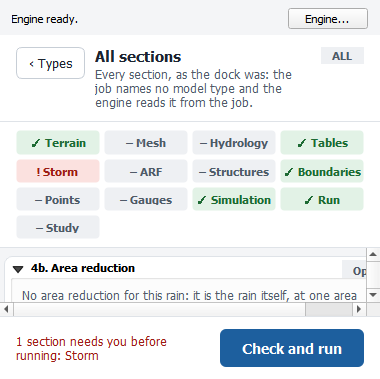 Engine ready.
Engine...
‹ Types
All sections
ALL
Every section, as the dock was: the
job names no model type and the
engine reads it from the job.
✓ Terrain
– Mesh
– Hydrology
✓ Tables
! Storm
– ARF
– Structures
✓ Boundaries
– Points
– Gauges
✓ Simulation
✓ Run
– Study
4b. Area reduction
Op
No area reduction for this rain: it is the rain itself, at one area
1 section needs you before
running: Storm
Check and run